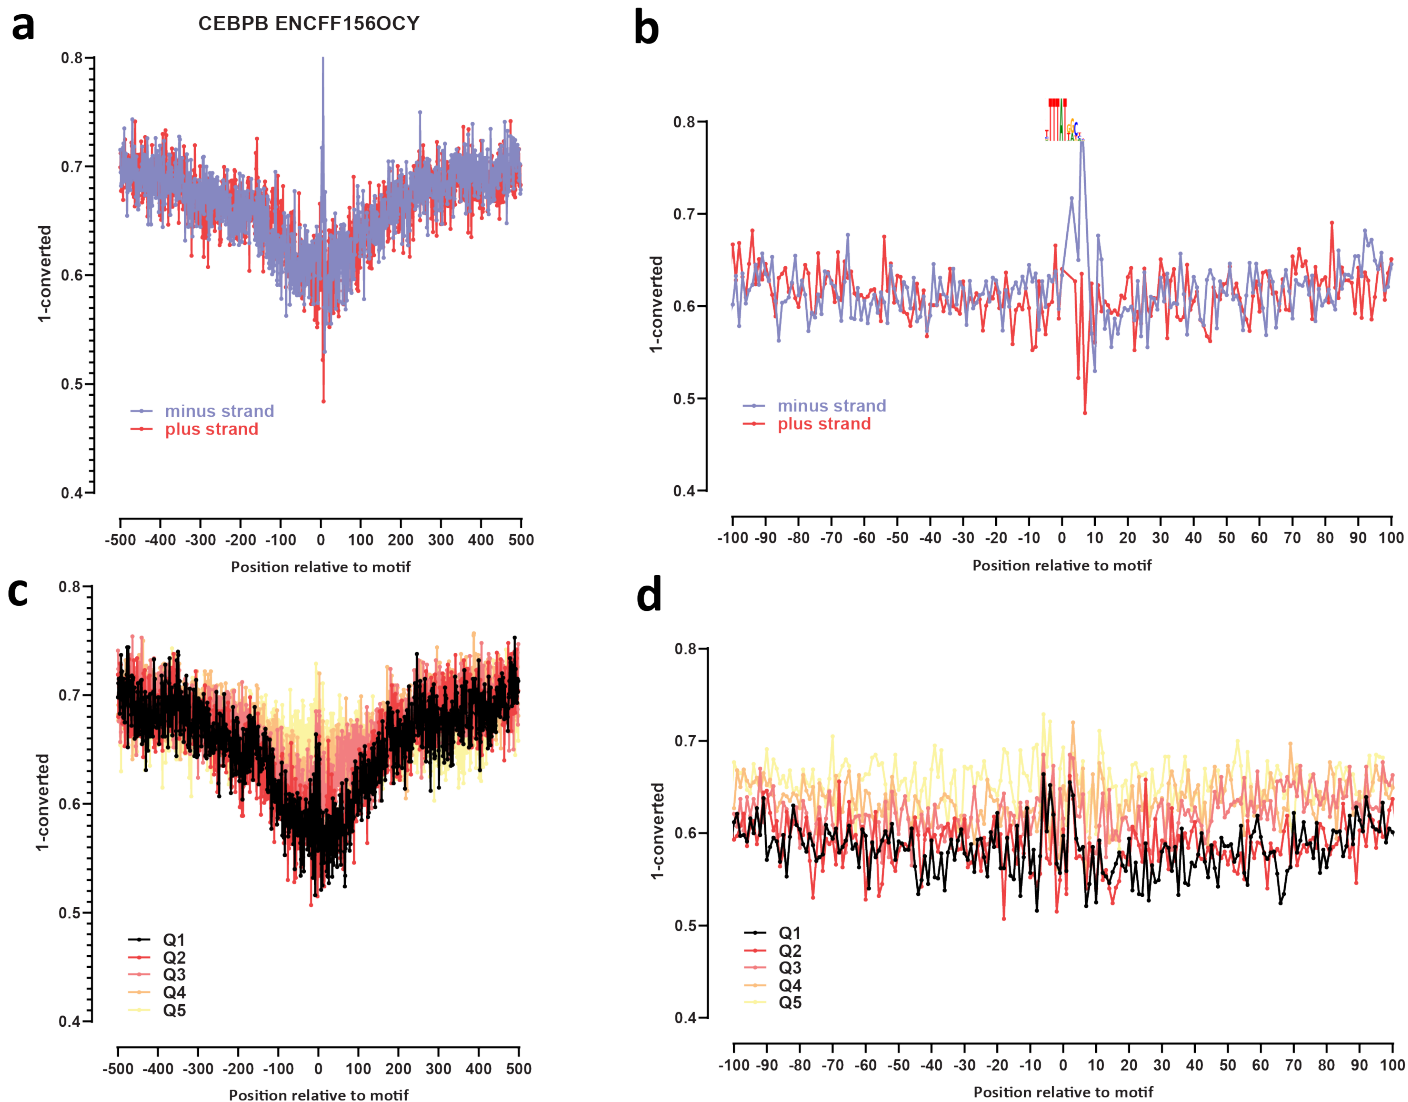 a
CEBPB ENCFF156OCY
0.8
0.7
0.6
0.5
0.4
1-converted
minus strand
plus strand
-500 -400 -300 -200 -100 0 100 200 300 400 500
Position relative to motif
b
0.8
0.7
0.6
0.5
0.4
1-converted
minus strand
plus strand
-100 -90 -80 -70 -60 -50 -40 -30 -20 -10 0 10 20 30 40 50 60 70 80 90 100
Position relative to motif
c
0.8
0.7
0.6
0.5
0.4
1-converted
Q1
Q2
Q3
Q4
Q5
-500 -400 -300 -200 -100 0 100 200 300 400 500
Position relative to motif
d
0.8
0.7
0.6
0.5
0.4
1-converted
Q1
Q2
Q3
Q4
Q5
-100 -90 -80 -70 -60 -50 -40 -30 -20 -10 0 10 20 30 40 50 60 70 80 90 100
Position relative to motif